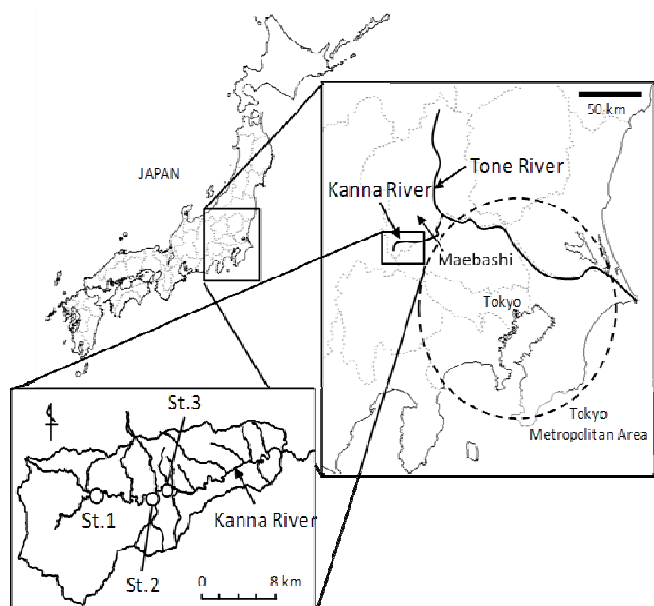 JAPAN
50 km
Tone River
Kanna River
Maebashi
Tokyo
Tokyo
Metropolitan Area
St.3
St.1
Kanna River
St.2
0 8 km